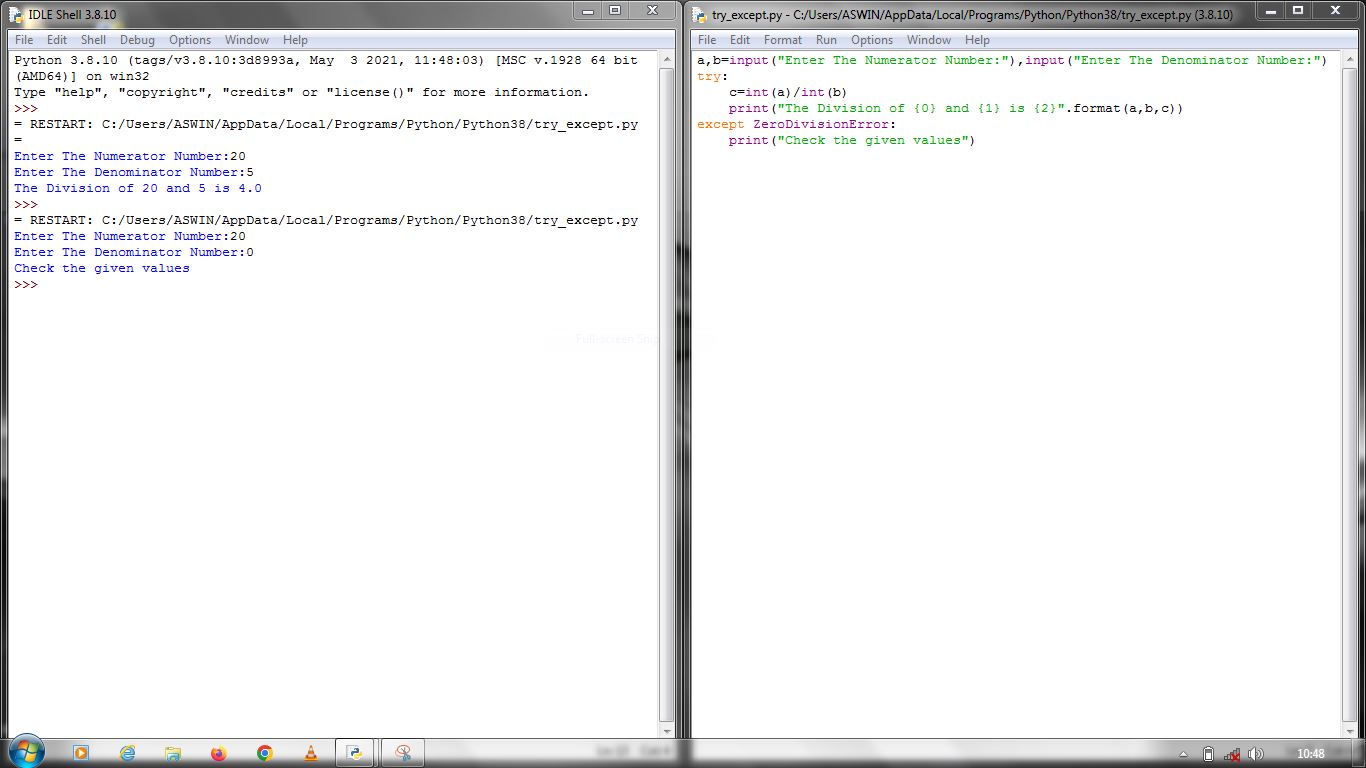 IDLE Shell 3.8.10
File Edit Shell Debug Options Window Help
Python 3.8.10 (tags/v3.8.10:3d8993a, May  3 2021, 11:48:03) [MSC v.1928 64 bit
(AMD64)] on win32
Type "help", "copyright", "credits" or "license()" for more information.
>>>
= RESTART: C:/Users/ASWIN/AppData/Local/Programs/Python/Python38/try_except.py
=
Enter The Numerator Number:20
Enter The Denominator Number:5
The Division of 20 and 5 is 4.0
>>>
= RESTART: C:/Users/ASWIN/AppData/Local/Programs/Python/Python38/try_except.py
Enter The Numerator Number:20
Enter The Denominator Number:0
Check the given values
>>>
Full-screen Snip
try_except.py - C:/Users/ASWIN/AppData/Local/Programs/Python/Python38/try_except.py (3.8.10)
File Edit Format Run Options Window Help
a,b=input("Enter The Numerator Number:"),input("Enter The Denominator Number:")
try:
    c=int(a)/int(b)
    print("The Division of {0} and {1} is {2}".format(a,b,c))
except ZeroDivisionError:
    print("Check the given values")
10:48